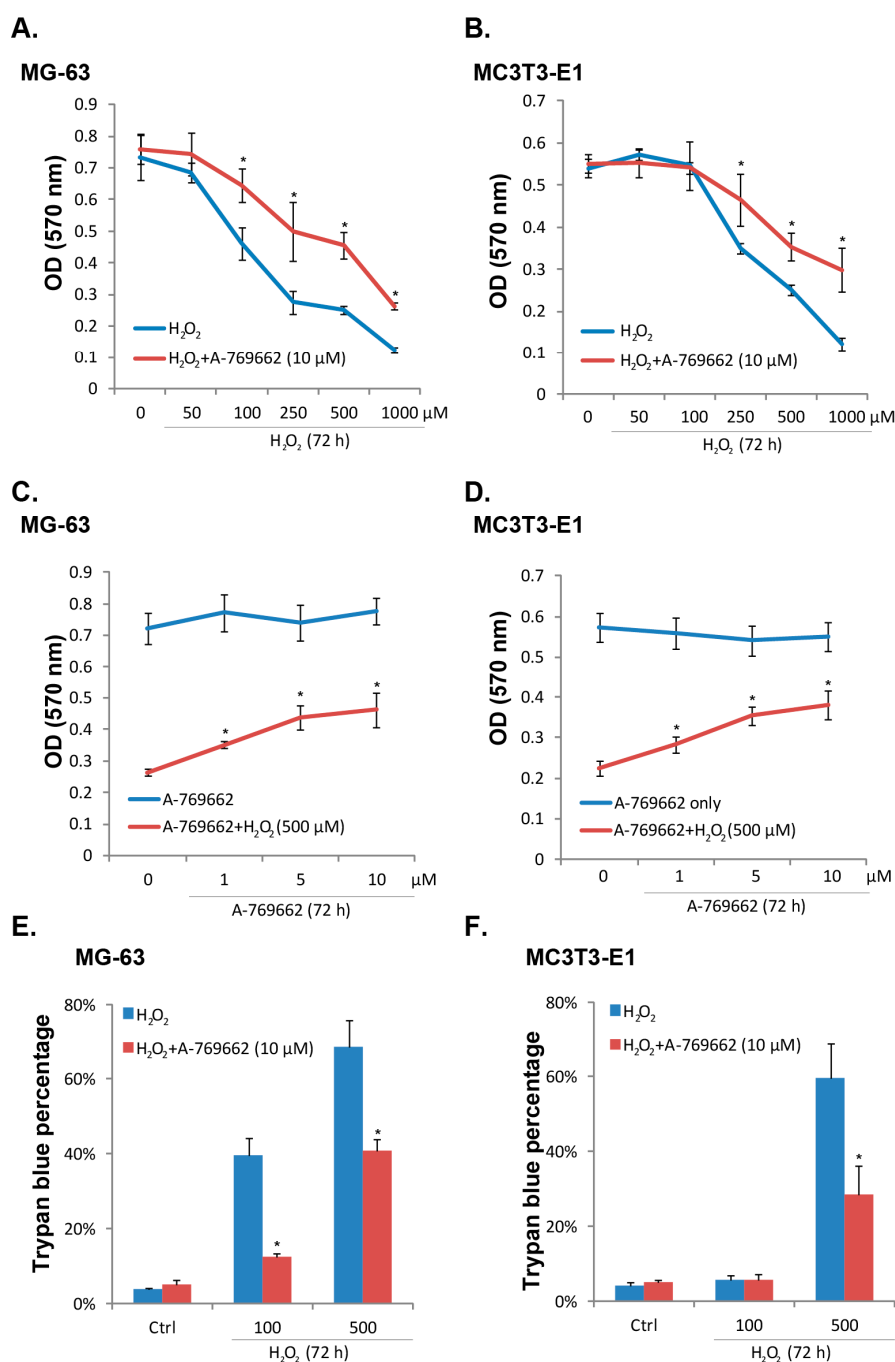 A.
MG-63
0.9
0.8
0.7
0.6
0.5
0.4
0.3
0.2
0.1
0
OD (570 nm)
*
*
*
*
H₂O₂
H₂O₂+A-769662 (10 μM)
0 50 100 250 500 1000 μM
H₂O₂ (72 h)
B.
MC3T3-E1
0.7
0.6
0.5
0.4
0.3
0.2
0.1
0
OD (570 nm)
*
*
*
H₂O₂
H₂O₂+A-769662 (10 μM)
0 50 100 250 500 1000 μM
H₂O₂ (72 h)
C.
MG-63
0.9
0.8
0.7
0.6
0.5
0.4
0.3
0.2
0.1
0
OD (570 nm)
*
*
*
A-769662
A-769662+H₂O₂(500 μM)
0 1 5 10 μM
A-769662 (72 h)
D.
MC3T3-E1
0.7
0.6
0.5
0.4
0.3
0.2
0.1
0
OD (570 nm)
*
*
*
A-769662 only
A-769662+H₂O₂(500 μM)
0 1 5 10 μM
A-769662 (72 h)
E.
MG-63
80%
60%
40%
20%
0%
Trypan blue percentage
H₂O₂
H₂O₂+A-769662 (10 μM)
*
*
Ctrl 100 500
H₂O₂ (72 h)
F.
MC3T3-E1
80%
60%
40%
20%
0%
Trypan blue percentage
H₂O₂
H₂O₂+A-769662 (10 μM)
*
Ctrl 100 500
H₂O₂ (72 h)